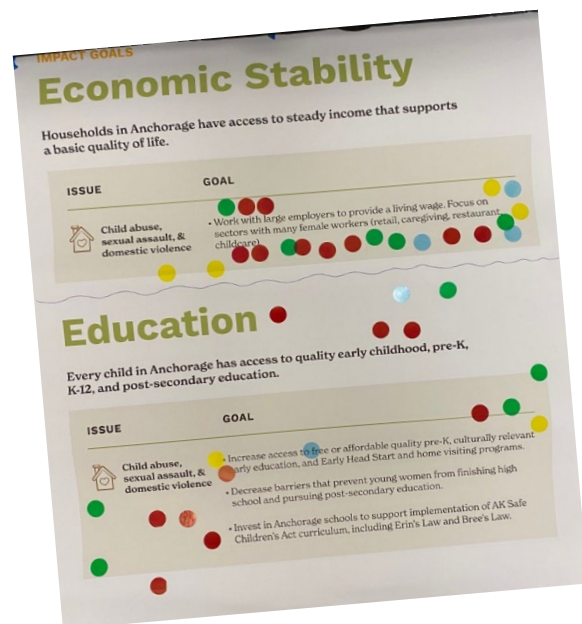 IMPACT GOALS
Economic Stability
Households in Anchorage have access to steady income that supports
a basic quality of life.
ISSUE
GOAL
Child abuse,
sexual assault, &
domestic violence
• Work with large employers to provide a living wage. Focus on
sectors with many female workers (retail, caregiving, restaurant,
childcare)
Education
Every child in Anchorage has access to quality early childhood, pre-K,
K-12, and post-secondary education.
ISSUE
GOAL
Child abuse,
sexual assault, &
domestic violence
• Increase access to free or affordable quality pre-K, culturally relevant
early education, and Early Head Start and home visiting programs.
• Decrease barriers that prevent young women from finishing high
school and pursuing post-secondary education.
• Invest in Anchorage schools to support implementation of AK Safe
Children's Act curriculum, including Erin's Law and Bree's Law.